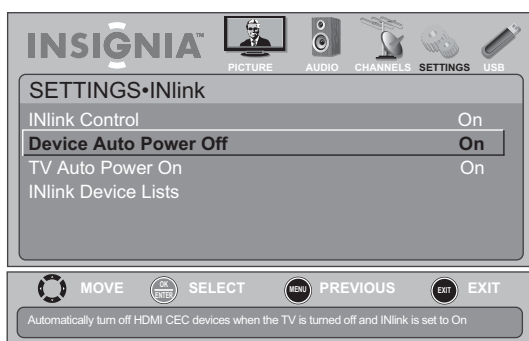 INSIGNIA™
PICTURE AUDIO CHANNELS SETTINGS USB
SETTINGS•INlink
INlink Control On
Device Auto Power Off On
TV Auto Power On On
INlink Device Lists
MOVE OK ENTER SELECT MENU PREVIOUS EXIT EXIT
Automatically turn off HDMI CEC devices when the TV is turned off and INlink is set to On